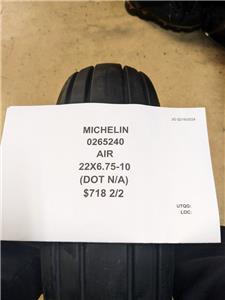 MICHELIN
0265240
AIR
22X6.75-10
(DOT N/A)
$718 2/2
UTQG:
LOC: